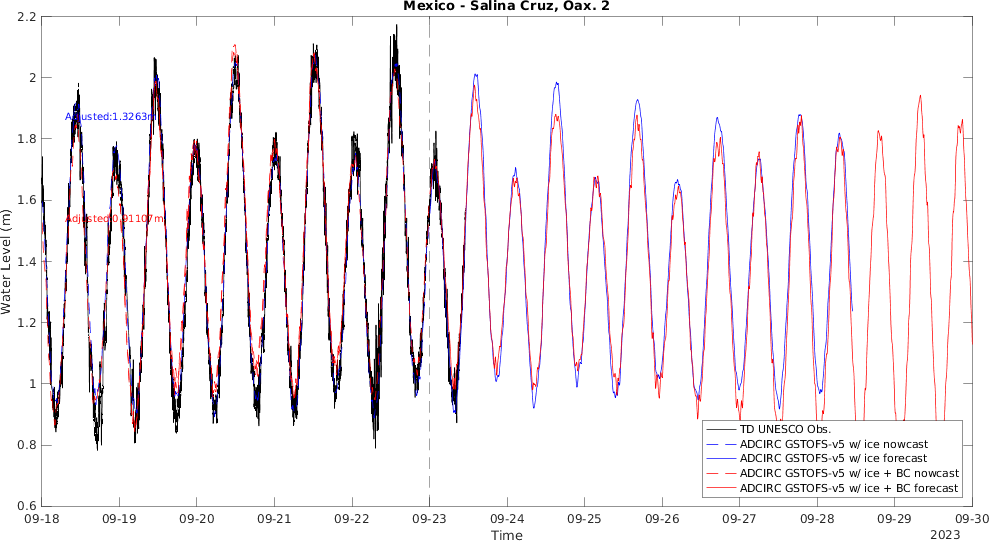 Mexico - Salina Cruz, Oax. 2
2.2
2
1.8
1.6
1.4
1.2
1
0.8
0.6
Water Level (m)
Adjusted:1.3263m
Adjusted:0.91107m
TD UNESCO Obs.
ADCIRC GSTOFS-v5 w/ ice nowcast
ADCIRC GSTOFS-v5 w/ ice forecast
ADCIRC GSTOFS-v5 w/ ice + BC nowcast
ADCIRC GSTOFS-v5 w/ ice + BC forecast
09-18 09-19 09-20 09-21 09-22 09-23 09-24 09-25 09-26 09-27 09-28 09-29 09-30
Time
2023